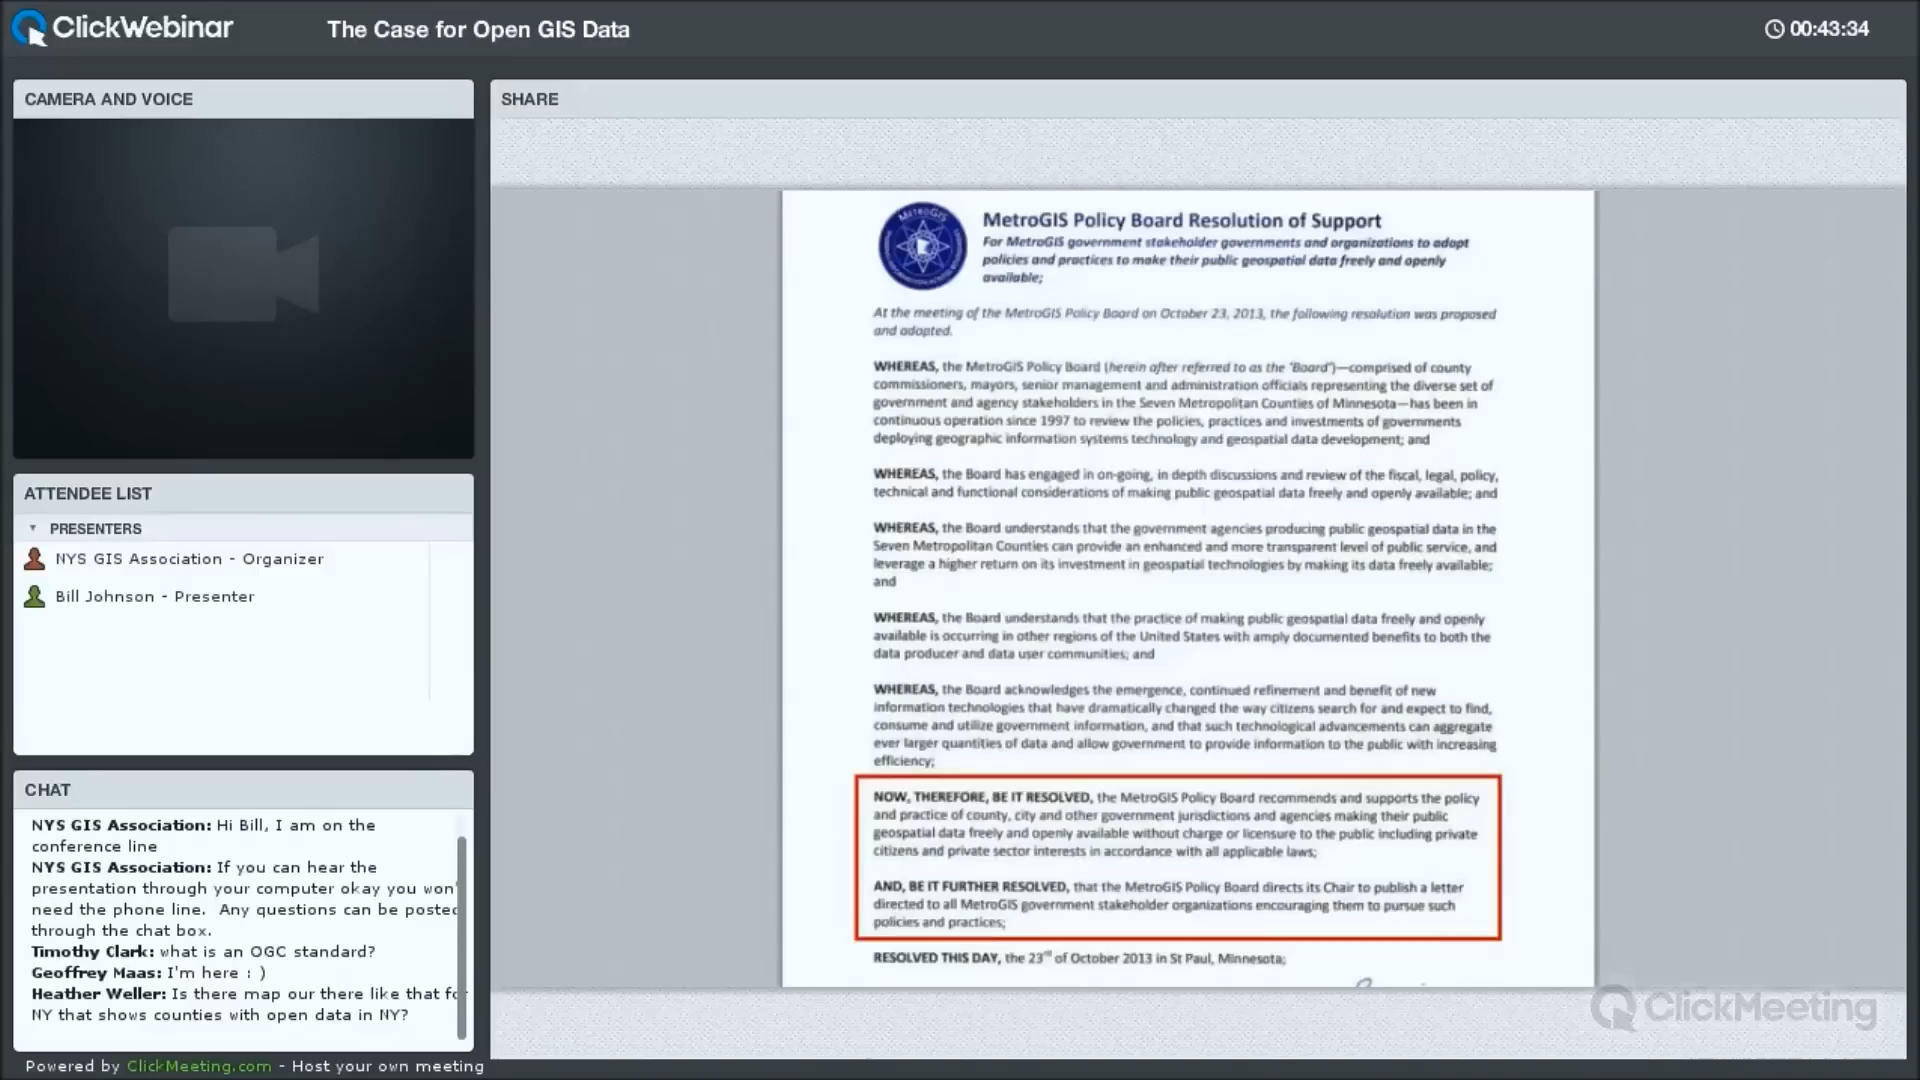 ClickWebinar
The Case for Open GIS Data
00:43:34
CAMERA AND VOICE
ATTENDEE LIST
PRESENTERS
NYS GIS Association - Organizer
Bill Johnson - Presenter
CHAT
NYS GIS Association: Hi Bill, I am on the
conference line
NYS GIS Association: If you can hear the
presentation through your computer okay you won'
need the phone line. Any questions can be posted
through the chat box.
Timothy Clark: what is an OGC standard?
Geoffrey Maas: I'm here : )
Heather Weller: Is there map our there like that fo
NY that shows counties with open data in NY?
Powered by ClickMeeting.com - Host your own meeting
SHARE
METROGIS
MetroGIS Policy Board Resolution of Support
For MetroGIS government stakeholder governments and organizations to adopt
policies and practices to make their public geospatial data freely and openly
available;
At the meeting of the MetroGIS Policy Board on October 23, 2013, the following resolution was proposed
and adopted.
WHEREAS, the MetroGIS Policy Board (herein after referred to as the "Board")—comprised of county
commissioners, mayors, senior management and administration officials representing the diverse set of
government and agency stakeholders in the Seven Metropolitan Counties of Minnesota—has been in
continuous operation since 1997 to review the policies, practices and investments of governments
deploying geographic information systems technology and geospatial data development; and
WHEREAS, the Board has engaged in on-going, in depth discussions and review of the fiscal, legal, policy,
technical and functional considerations of making public geospatial data freely and openly available; and
WHEREAS, the Board understands that the government agencies producing public geospatial data in the
Seven Metropolitan Counties can provide an enhanced and more transparent level of public service, and
leverage a higher return on its investment in geospatial technologies by making its data freely available;
and
WHEREAS, the Board understands that the practice of making public geospatial data freely and openly
available is occurring in other regions of the United States with amply documented benefits to both the
data producer and data user communities; and
WHEREAS, the Board acknowledges the emergence, continued refinement and benefit of new
information technologies that have dramatically changed the way citizens search for and expect to find,
consume and utilize government information, and that such technological advancements can aggregate
ever larger quantities of data and allow government to provide information to the public with increasing
efficiency;
NOW, THEREFORE, BE IT RESOLVED, the MetroGIS Policy Board recommends and supports the policy
and practice of county, city and other government jurisdictions and agencies making their public
geospatial data freely and openly available without charge or licensure to the public including private
citizens and private sector interests in accordance with all applicable laws;
AND, BE IT FURTHER RESOLVED, that the MetroGIS Policy Board directs its Chair to publish a letter
directed to all MetroGIS government stakeholder organizations encouraging them to pursue such
policies and practices;
RESOLVED THIS DAY, the 23rd of October 2013 in St Paul, Minnesota;
ClickMeeting